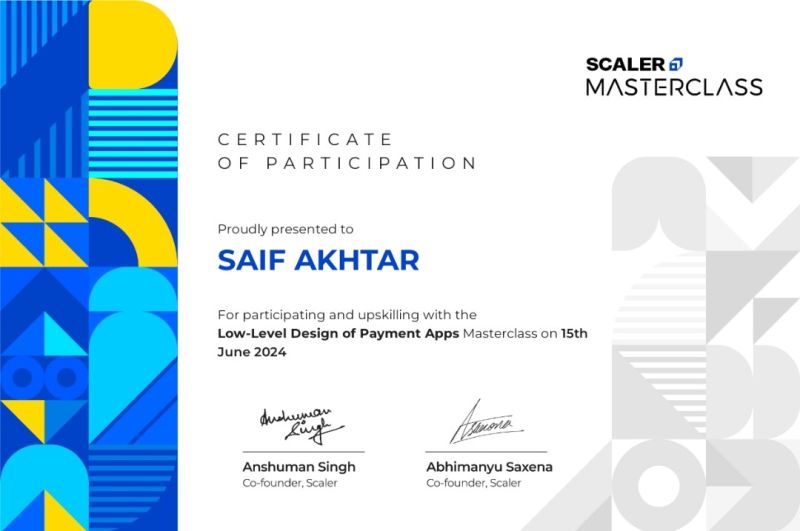 SCALER
MASTERCLASS
CERTIFICATE
OF PARTICIPATION
Proudly presented to
SAIF AKHTAR
For participating and upskilling with the
Low-Level Design of Payment Apps Masterclass on 15th
June 2024
Anshuman
Singh
Asaxena
Anshuman Singh
Co-founder, Scaler
Abhimanyu Saxena
Co-founder, Scaler